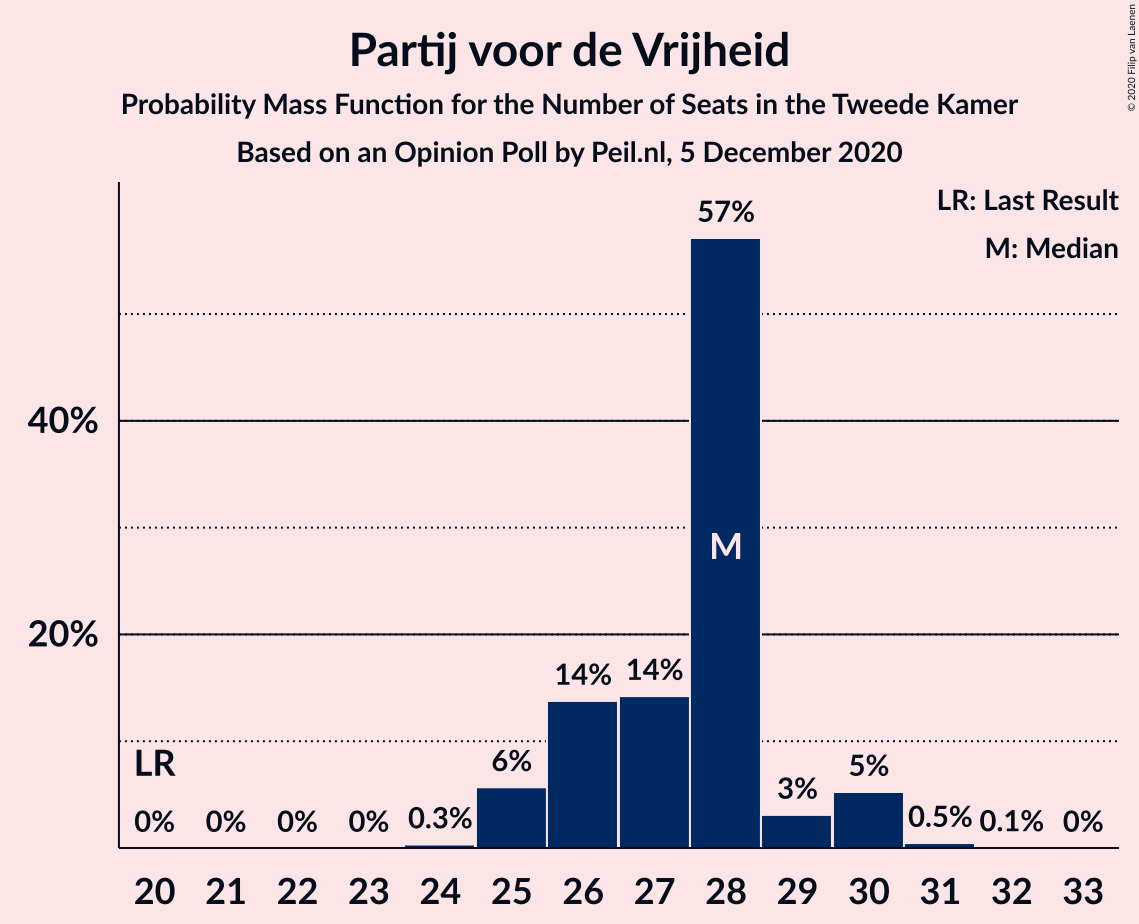 Partij voor de Vrijheid
Probability Mass Function for the Number of Seats in the Tweede Kamer
Based on an Opinion Poll by Peil.nl, 5 December 2020
© 2020 Filip van Laenen
LR: Last Result
M: Median
57%
40%
M
20%
14% 14%
LR
6%
5%
3%
0% 0% 0% 0% 0.3% 0.5% 0.1% 0%
20 21 22 23 24 25 26 27 28 29 30 31 32 33